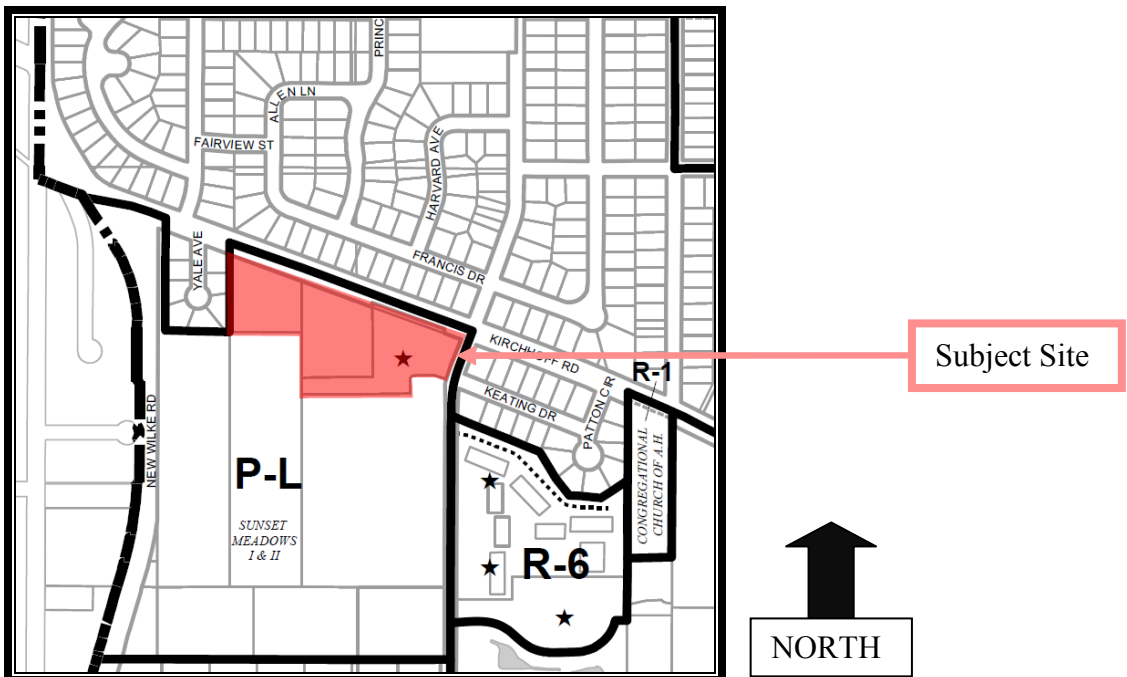 PRINC
ALLEN LN
FAIRVIEW ST
HARVARD AVE
YALE AVE
FRANCIS DR
KIRCHHOFF RD
Subject Site
R-1
KEATING DR
PATTON CIR
NEW WILKE RD
P-L
SUNSET
MEADOWS
I & II
CONGREGATIONAL
CHURCH OF A.H.
R-6
NORTH